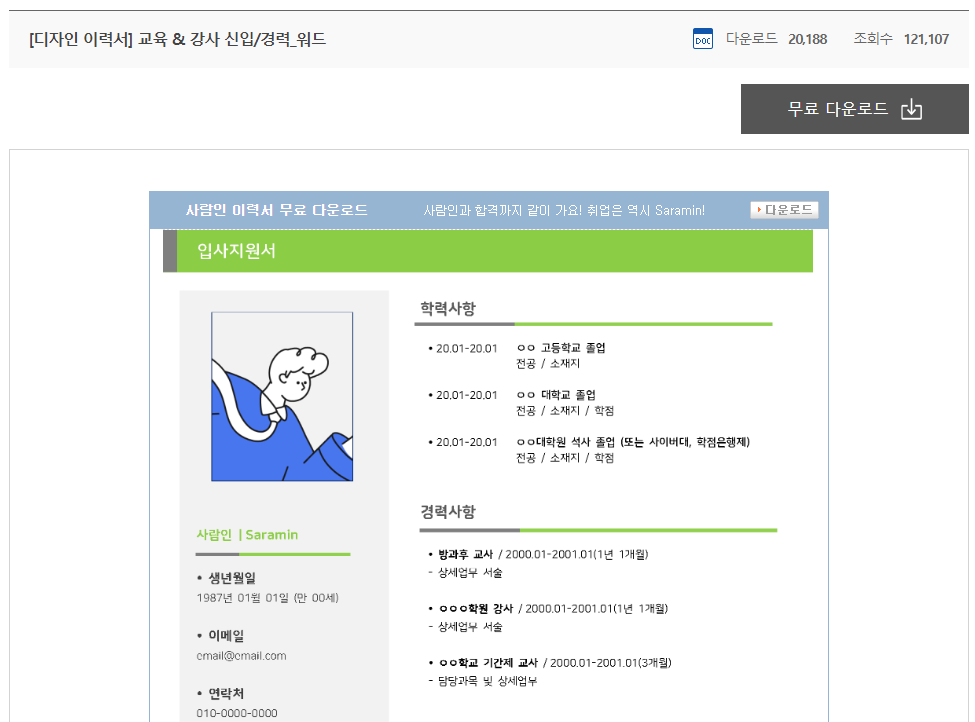 [디자인 이력서] 교육 & 강사 신입/경력_워드
DOC 다운로드 20,188 조회수 121,107
무료 다운로드
사람인 이력서 무료 다운로드 사람인과 합격까지 같이 가요! 취업은 역시 Saramin! 다운로드
입사지원서
사람인 | Saramin
• 생년월일
1987년 01월 01일 (만 00세)
• 이메일
email@email.com
• 연락처
010-0000-0000
학력사항
• 20.01-20.01 ㅇㅇ 고등학교 졸업
전공 / 소재지
• 20.01-20.01 ㅇㅇ 대학교 졸업
전공 / 소재지 / 학점
• 20.01-20.01 ㅇㅇ대학원 석사 졸업 (또는 사이버대, 학점은행제)
전공 / 소재지 / 학점
경력사항
• 방과후 교사 / 2000.01-2001.01(1년 1개월)
- 상세업무 서술
• ㅇㅇㅇ학원 강사 / 2000.01-2001.01(1년 1개월)
- 상세업무 서술
• ㅇㅇ학교 기간제 교사 / 2000.01-2001.01(3개월)
- 담당과목 및 상세업무